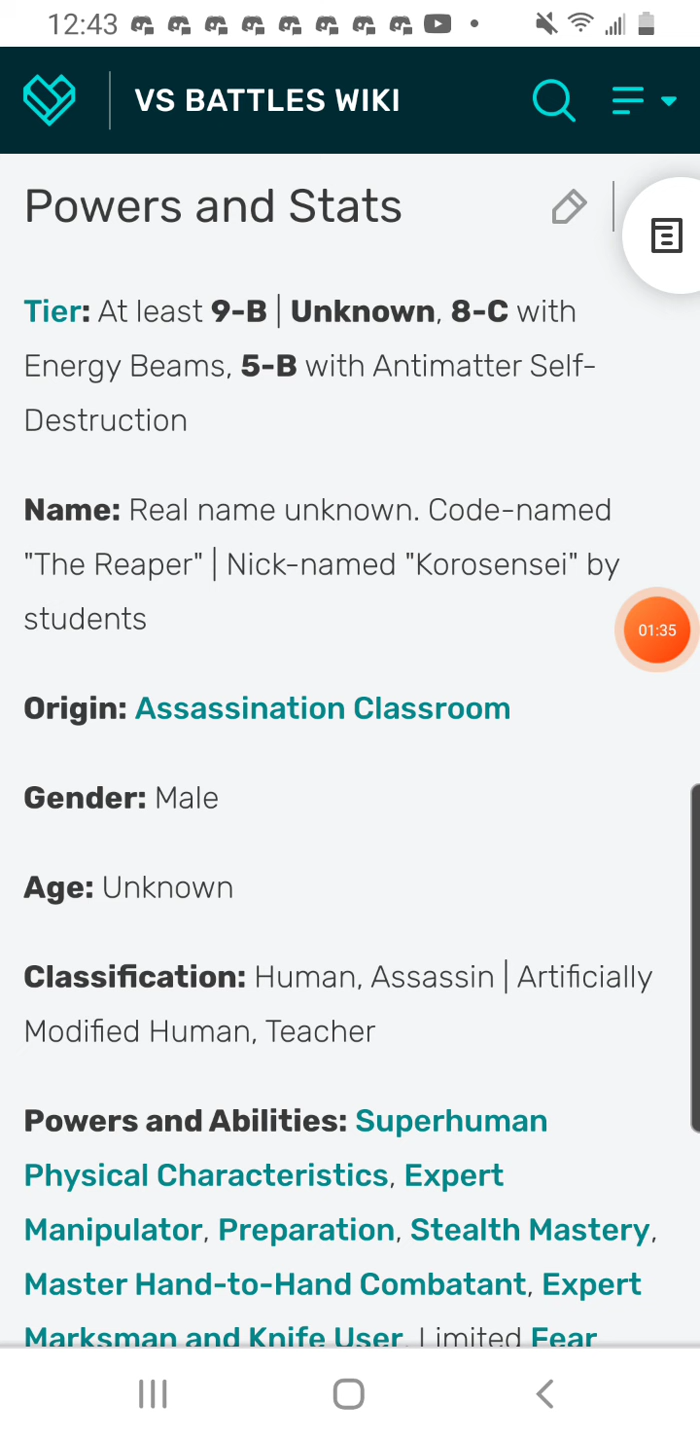 12:43
VS BATTLES WIKI
Powers and Stats
Tier: At least 9-B | Unknown, 8-C with
Energy Beams, 5-B with Antimatter Self-
Destruction
Name: Real name unknown. Code-named
"The Reaper" | Nick-named "Korosensei" by
students
01:35
Origin: Assassination Classroom
Gender: Male
Age: Unknown
Classification: Human, Assassin | Artificially
Modified Human, Teacher
Powers and Abilities: Superhuman
Physical Characteristics, Expert
Manipulator, Preparation, Stealth Mastery,
Master Hand-to-Hand Combatant, Expert
Marksman and Knife User, Limited Fear